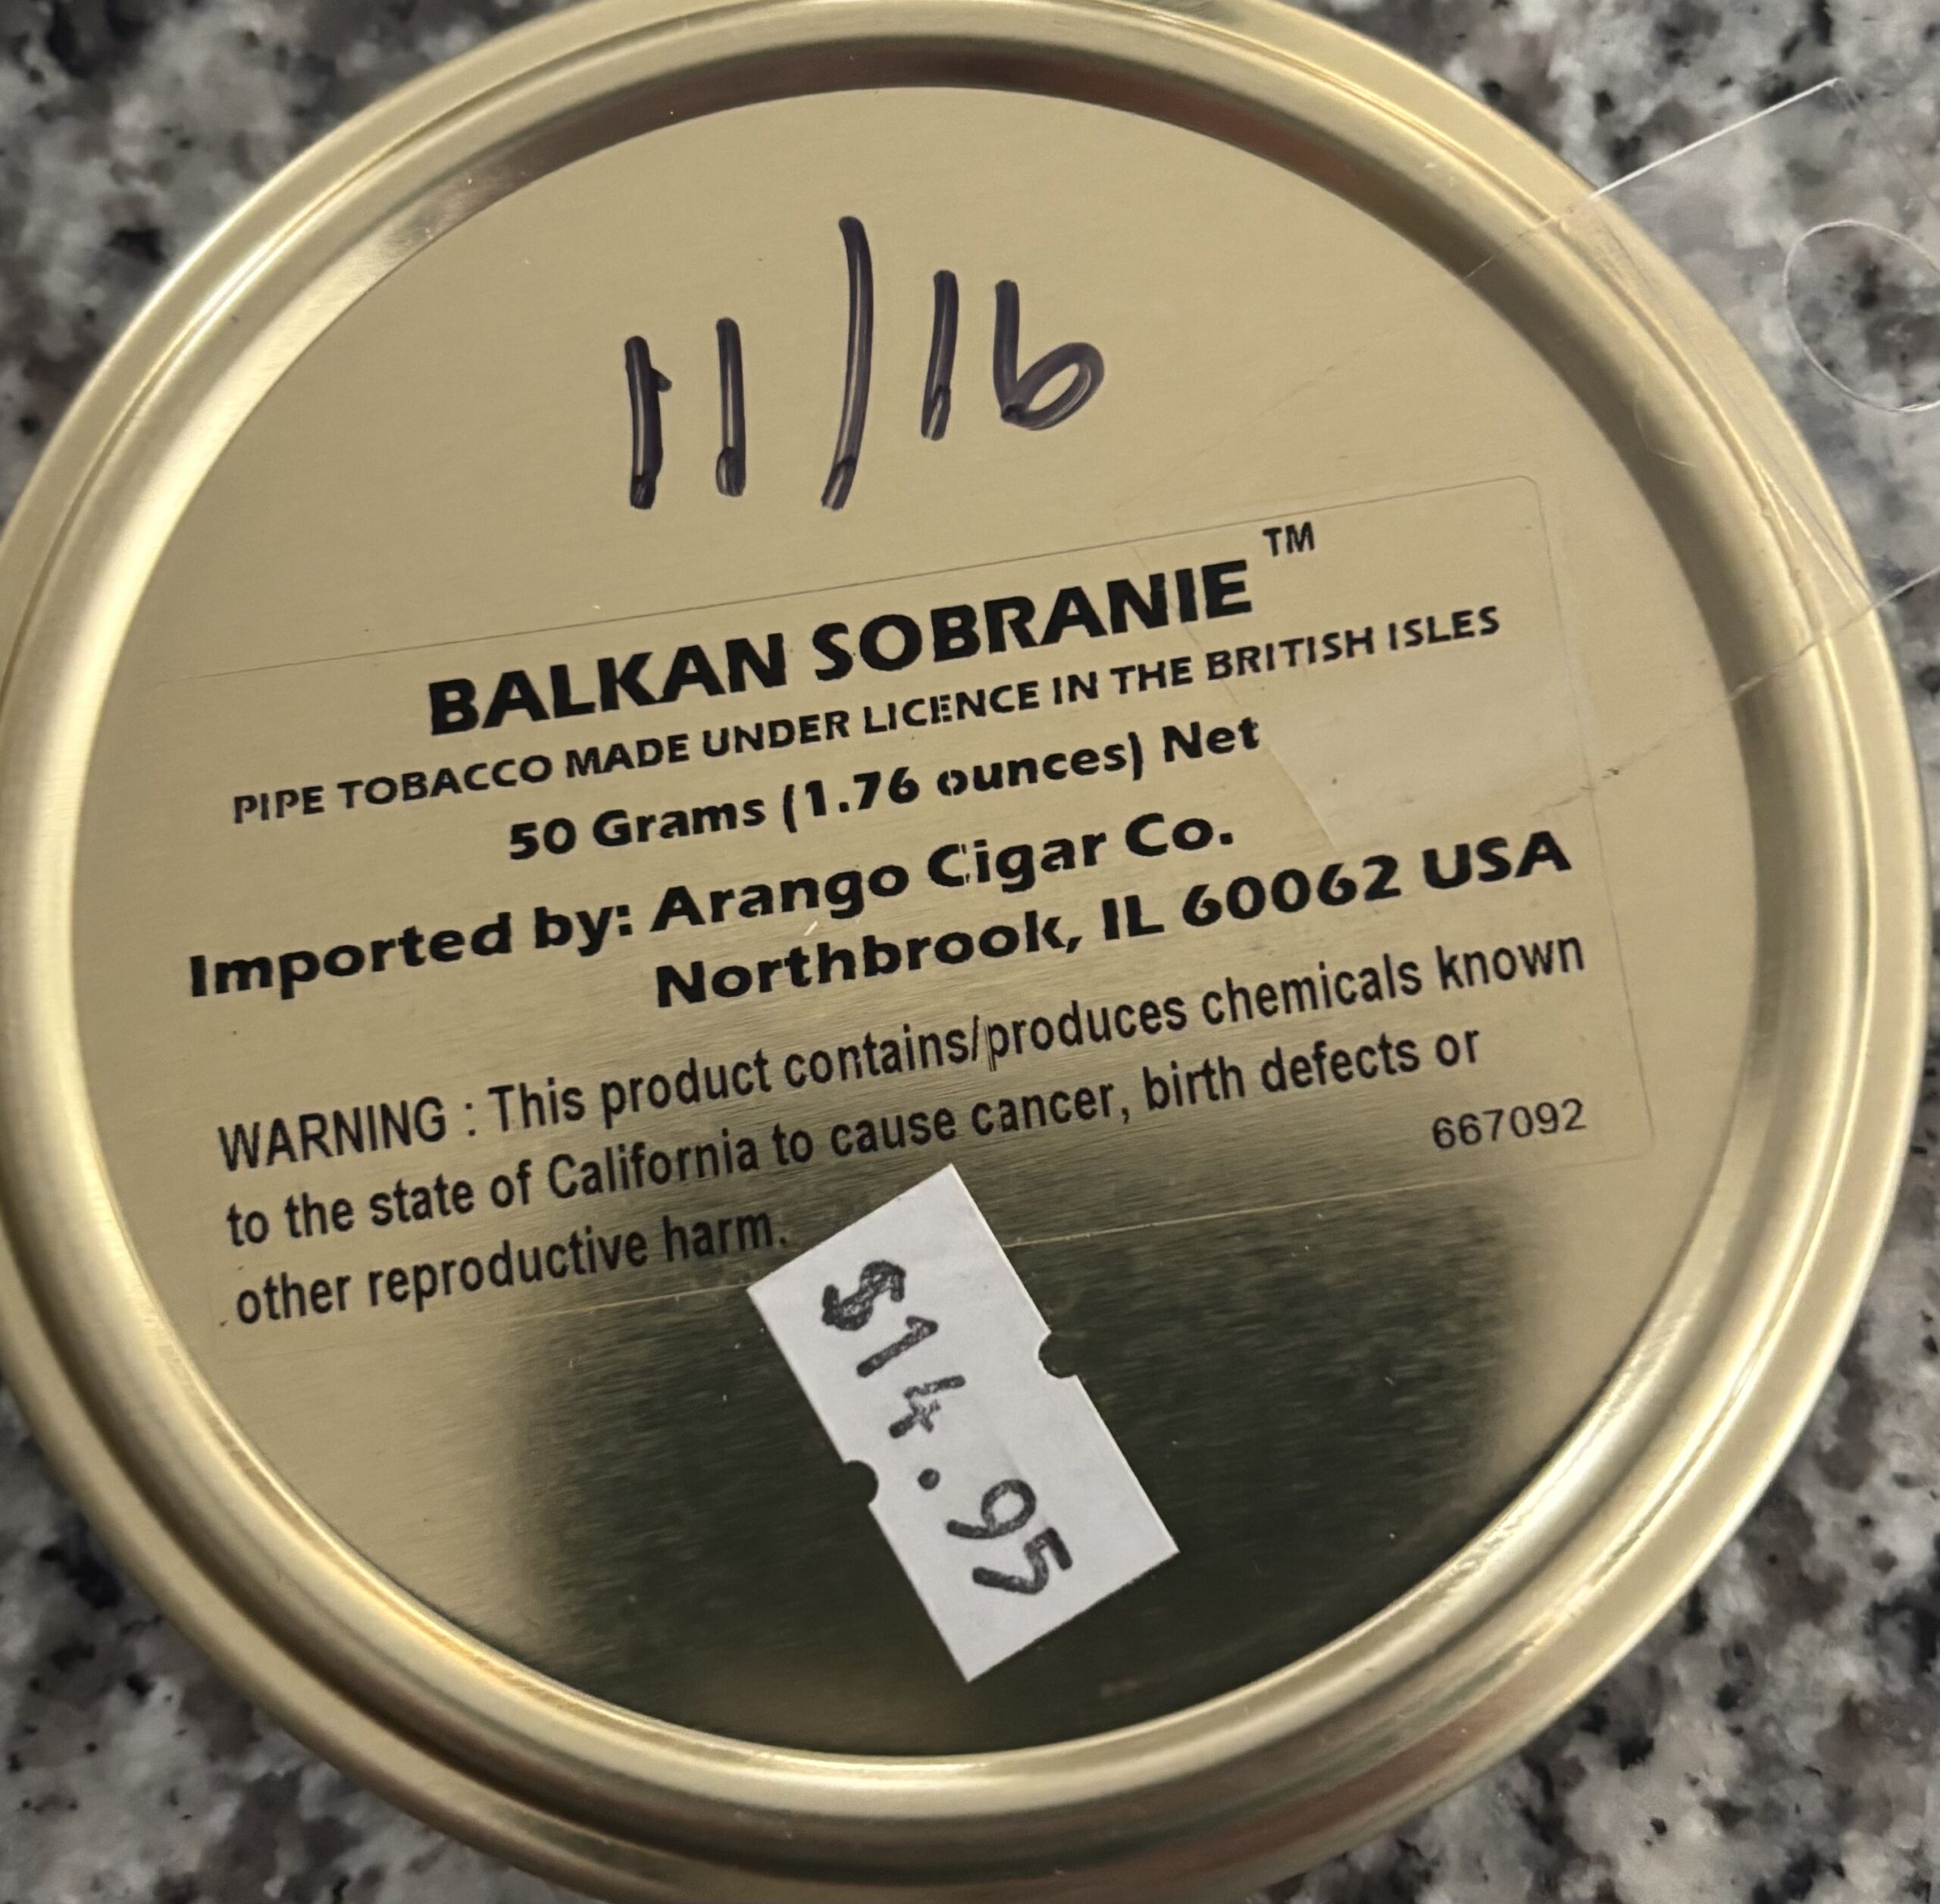 11/16
BALKAN SOBRANIE ™
PIPE TOBACCO MADE UNDER LICENCE IN THE BRITISH ISLES
50 Grams (1.76 ounces) Net
Imported by: Arango Cigar Co.
Northbrook, IL 60062 USA
WARNING : This product contains/produces chemicals known
to the state of California to cause cancer, birth defects or
other reproductive harm.
667092
$14.95